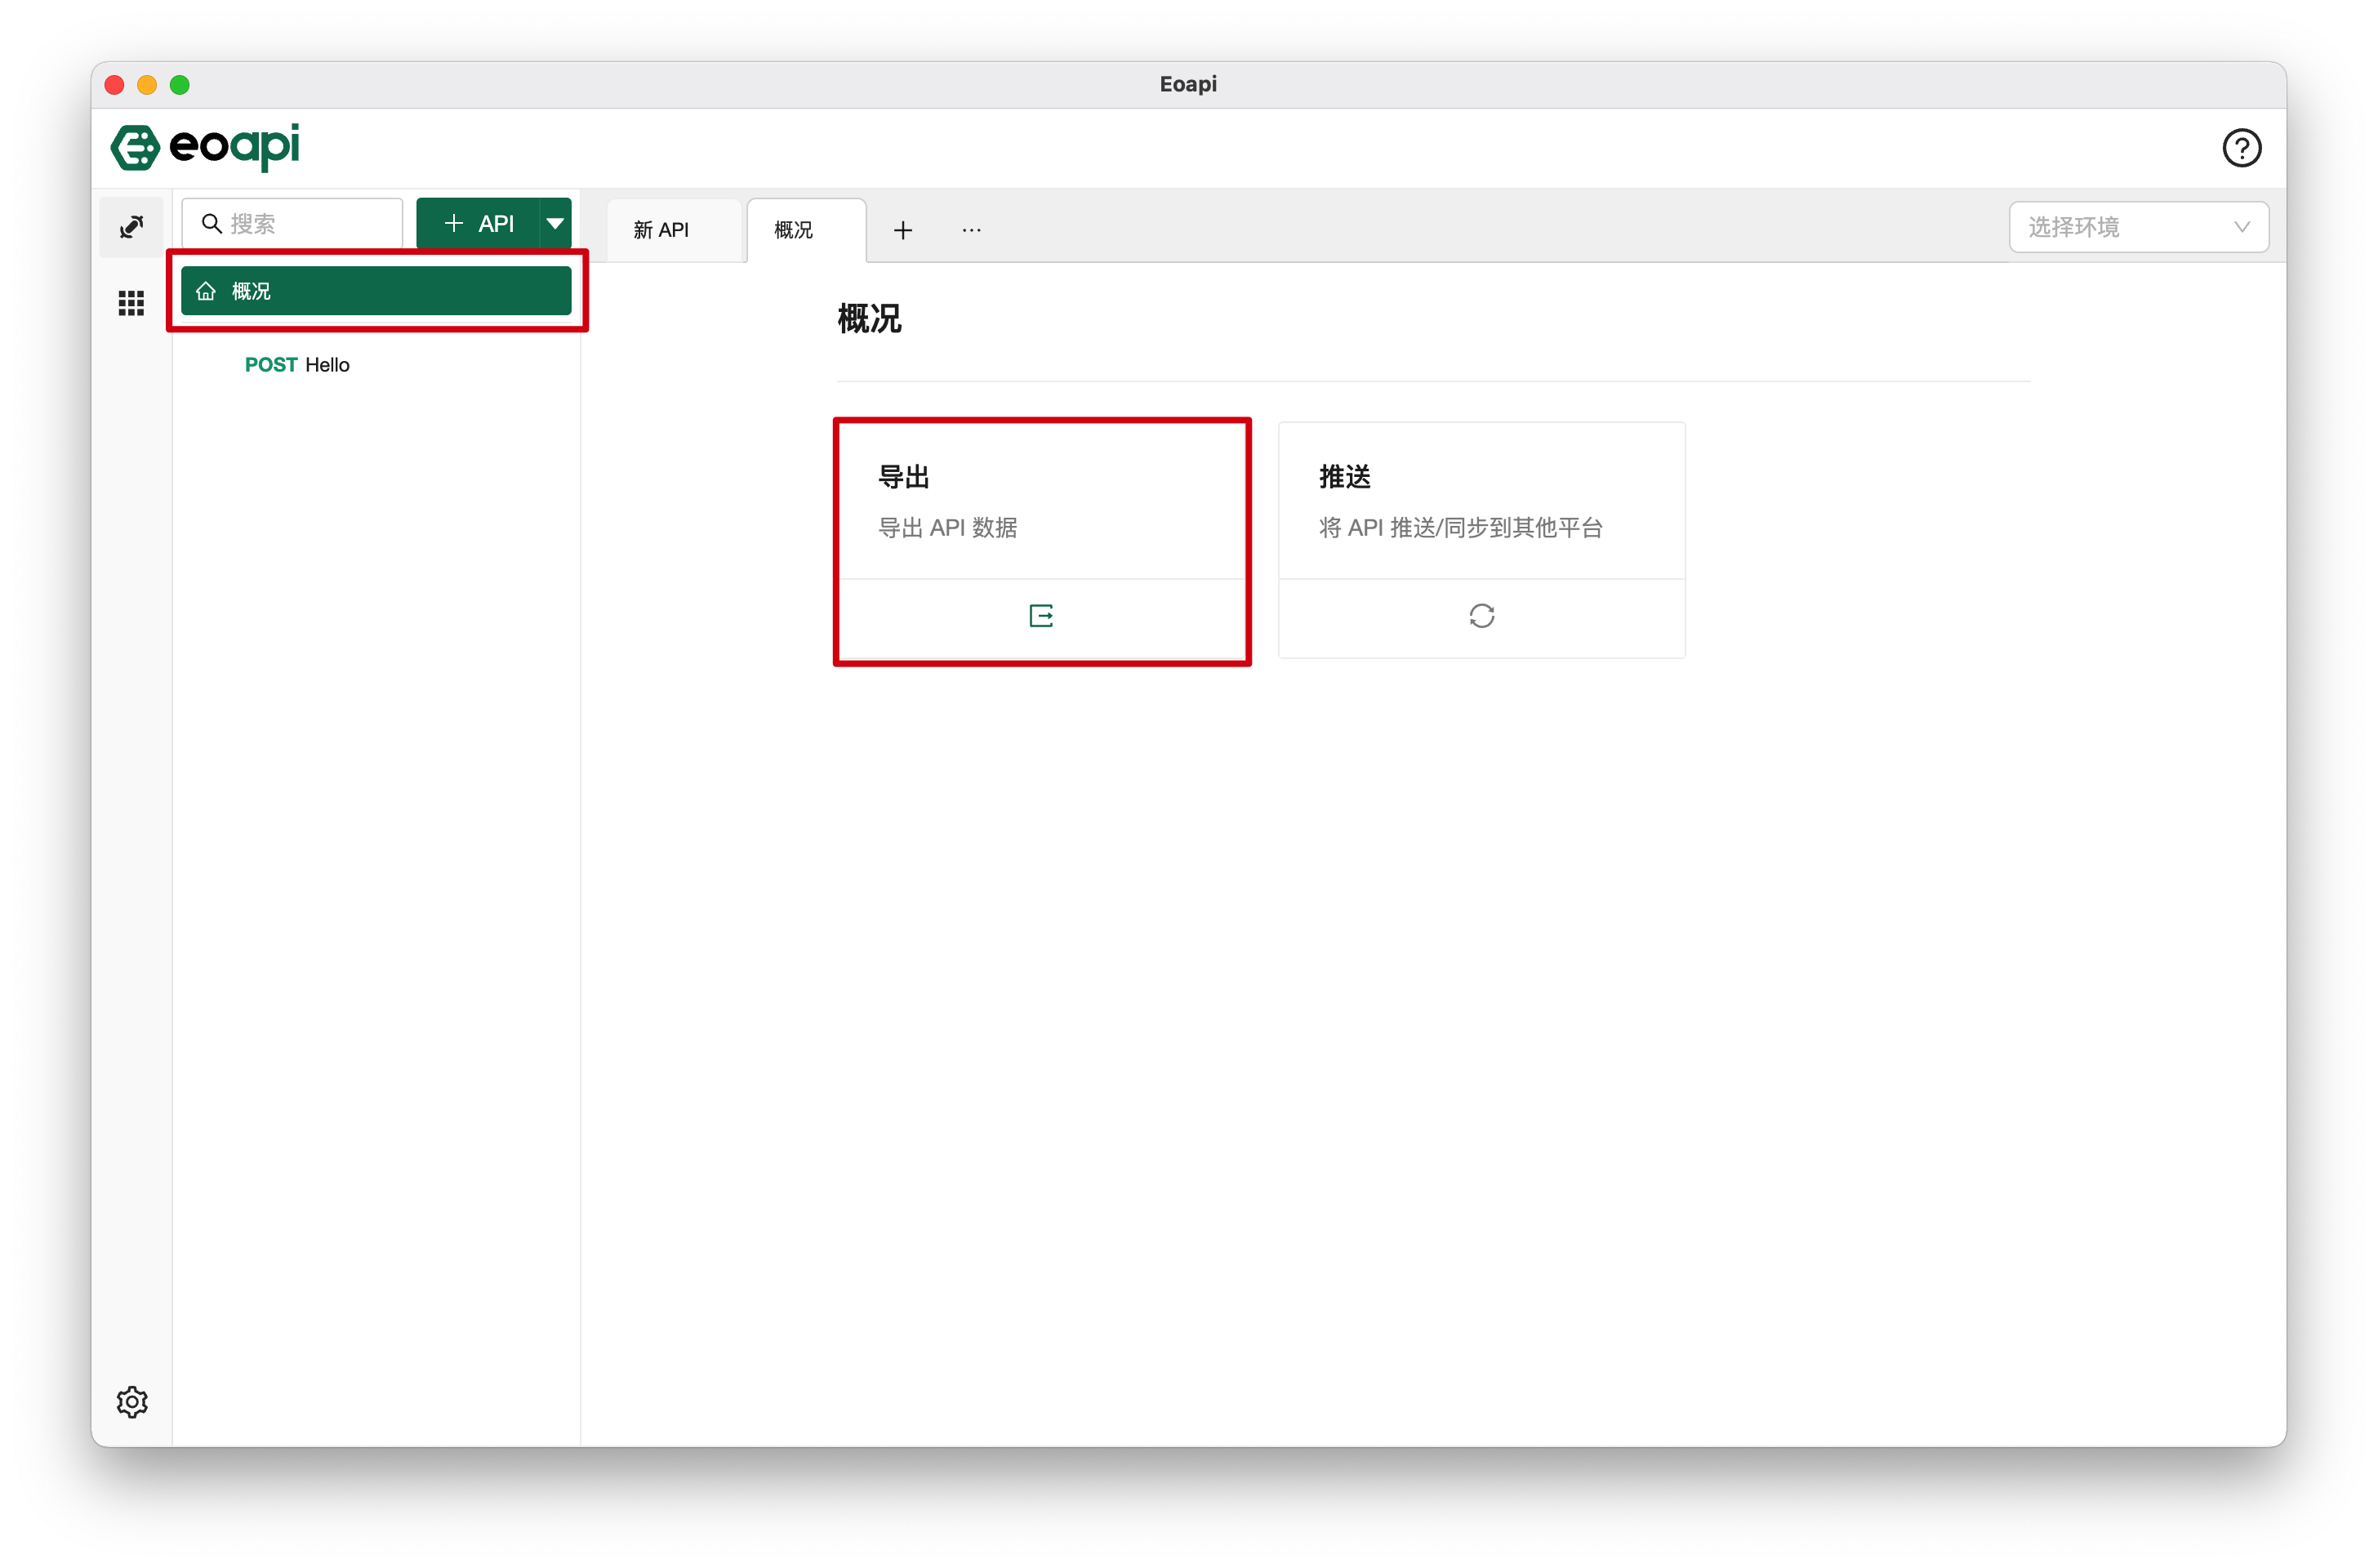 Eoapi
eoapi
搜索
API
新 API
概况
选择环境
概况
POST Hello
概况
导出
导出 API 数据
推送
将 API 推送/同步到其他平台